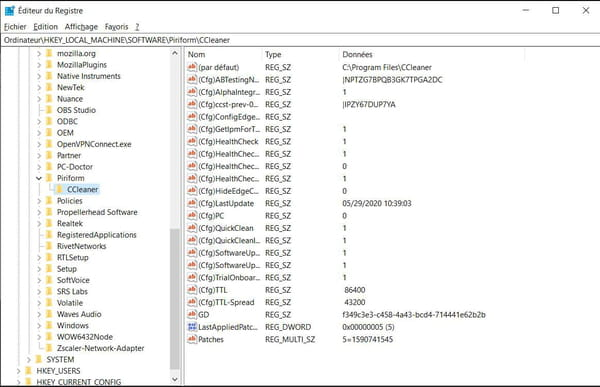 Éditeur du Registre
Fichier Edition Affichage Favoris ?
Ordinateur\HKEY_LOCAL_MACHINE\SOFTWARE\Piriform\CCleaner
mozilla.org
MozillaPlugins
Native Instruments
NewTek
Nuance
OBS Studio
ODBC
OEM
OpenVPNConnect.exe
Partner
PC-Doctor
Piriform
CCleaner
Policies
Propellerhead Software
Realtek
RegisteredApplications
RivetNetworks
RTLSetup
Setup
SoftVoice
SRS Labs
Volatile
Waves Audio
Windows
WOW6432Node
Zscaler-Network-Adapter
SYSTEM
HKEY_USERS
HKEY_CURRENT_CONFIG
Nom Type Données
(par défaut) REG_SZ C:\Program Files\CCleaner
(Cfg)ABTestingN... REG_SZ |NPTZG7BPQB3GK7TPGA2DC
(Cfg)AlphaIntegr... REG_SZ 1
(Cfg)ccst-prev-0... REG_SZ |IPZY67DUP7YA
(Cfg)ConfigEdge... REG_SZ
(Cfg)GetIpmForT... REG_SZ 1
(Cfg)HealthCheck REG_SZ 1
(Cfg)HealthChec... REG_SZ 1
(Cfg)HealthChec... REG_SZ 0
(Cfg)HealthChec... REG_SZ 1
(Cfg)HideEdgeC... REG_SZ 0
(Cfg)LastUpdate REG_SZ 05/29/2020 10:39:03
(Cfg)PC REG_SZ 0
(Cfg)QuickClean REG_SZ 1
(Cfg)QuickCleanI... REG_SZ 1
(Cfg)SoftwareUp... REG_SZ 1
(Cfg)SoftwareUp... REG_SZ 1
(Cfg)TrialOnboar... REG_SZ 1
(Cfg)TTL REG_SZ 86400
(Cfg)TTL-Spread REG_SZ 43200
GD REG_SZ f349c3e3-c458-4a43-bcd4-714441e62b2b
LastAppliedPatc... REG_DWORD 0x00000005 (5)
Patches REG_MULTI_SZ 5=1590741545